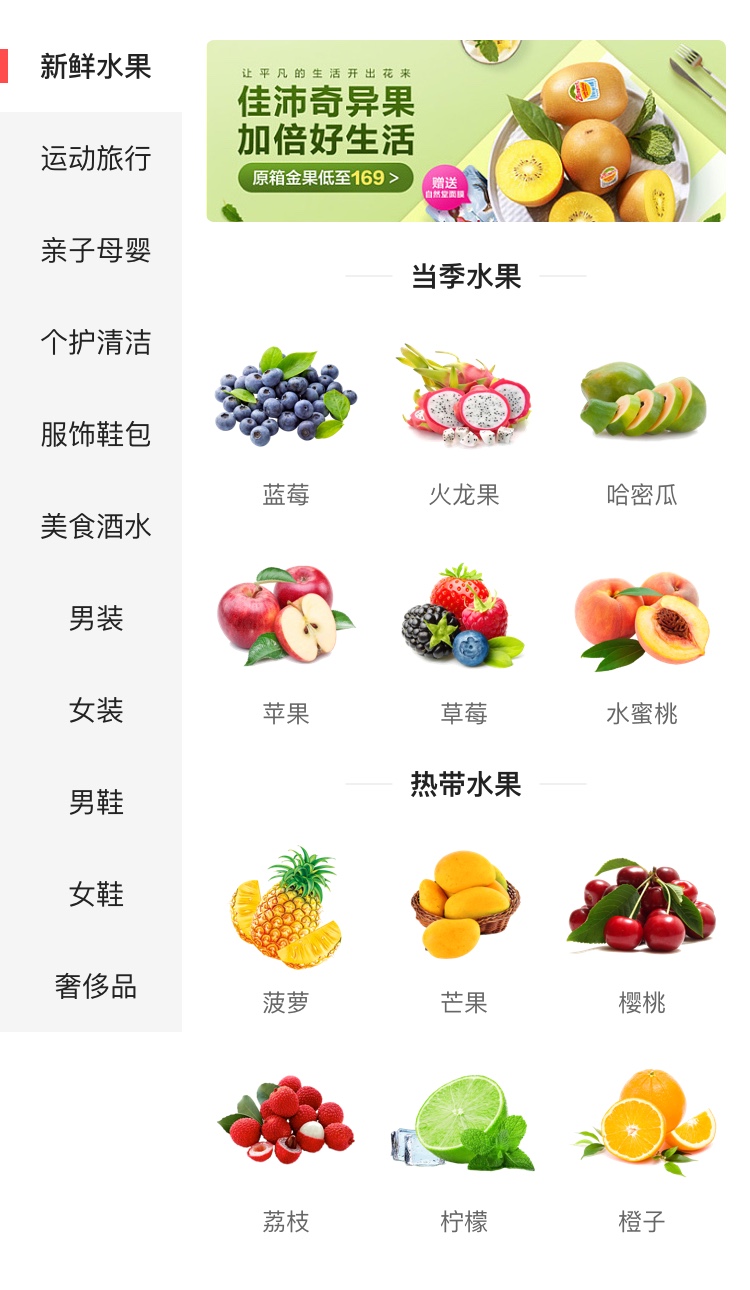 新鲜水果
运动旅行
亲子母婴
个护清洁
服饰鞋包
美食酒水
男装
女装
男鞋
女鞋
奢侈品
让平凡的生活开出花来
佳沛奇异果
加倍好生活
原箱金果低至169 >
赠送
自然堂面膜
当季水果
蓝莓
火龙果
哈密瓜
苹果
草莓
水蜜桃
热带水果
菠萝
芒果
樱桃
荔枝
柠檬
橙子